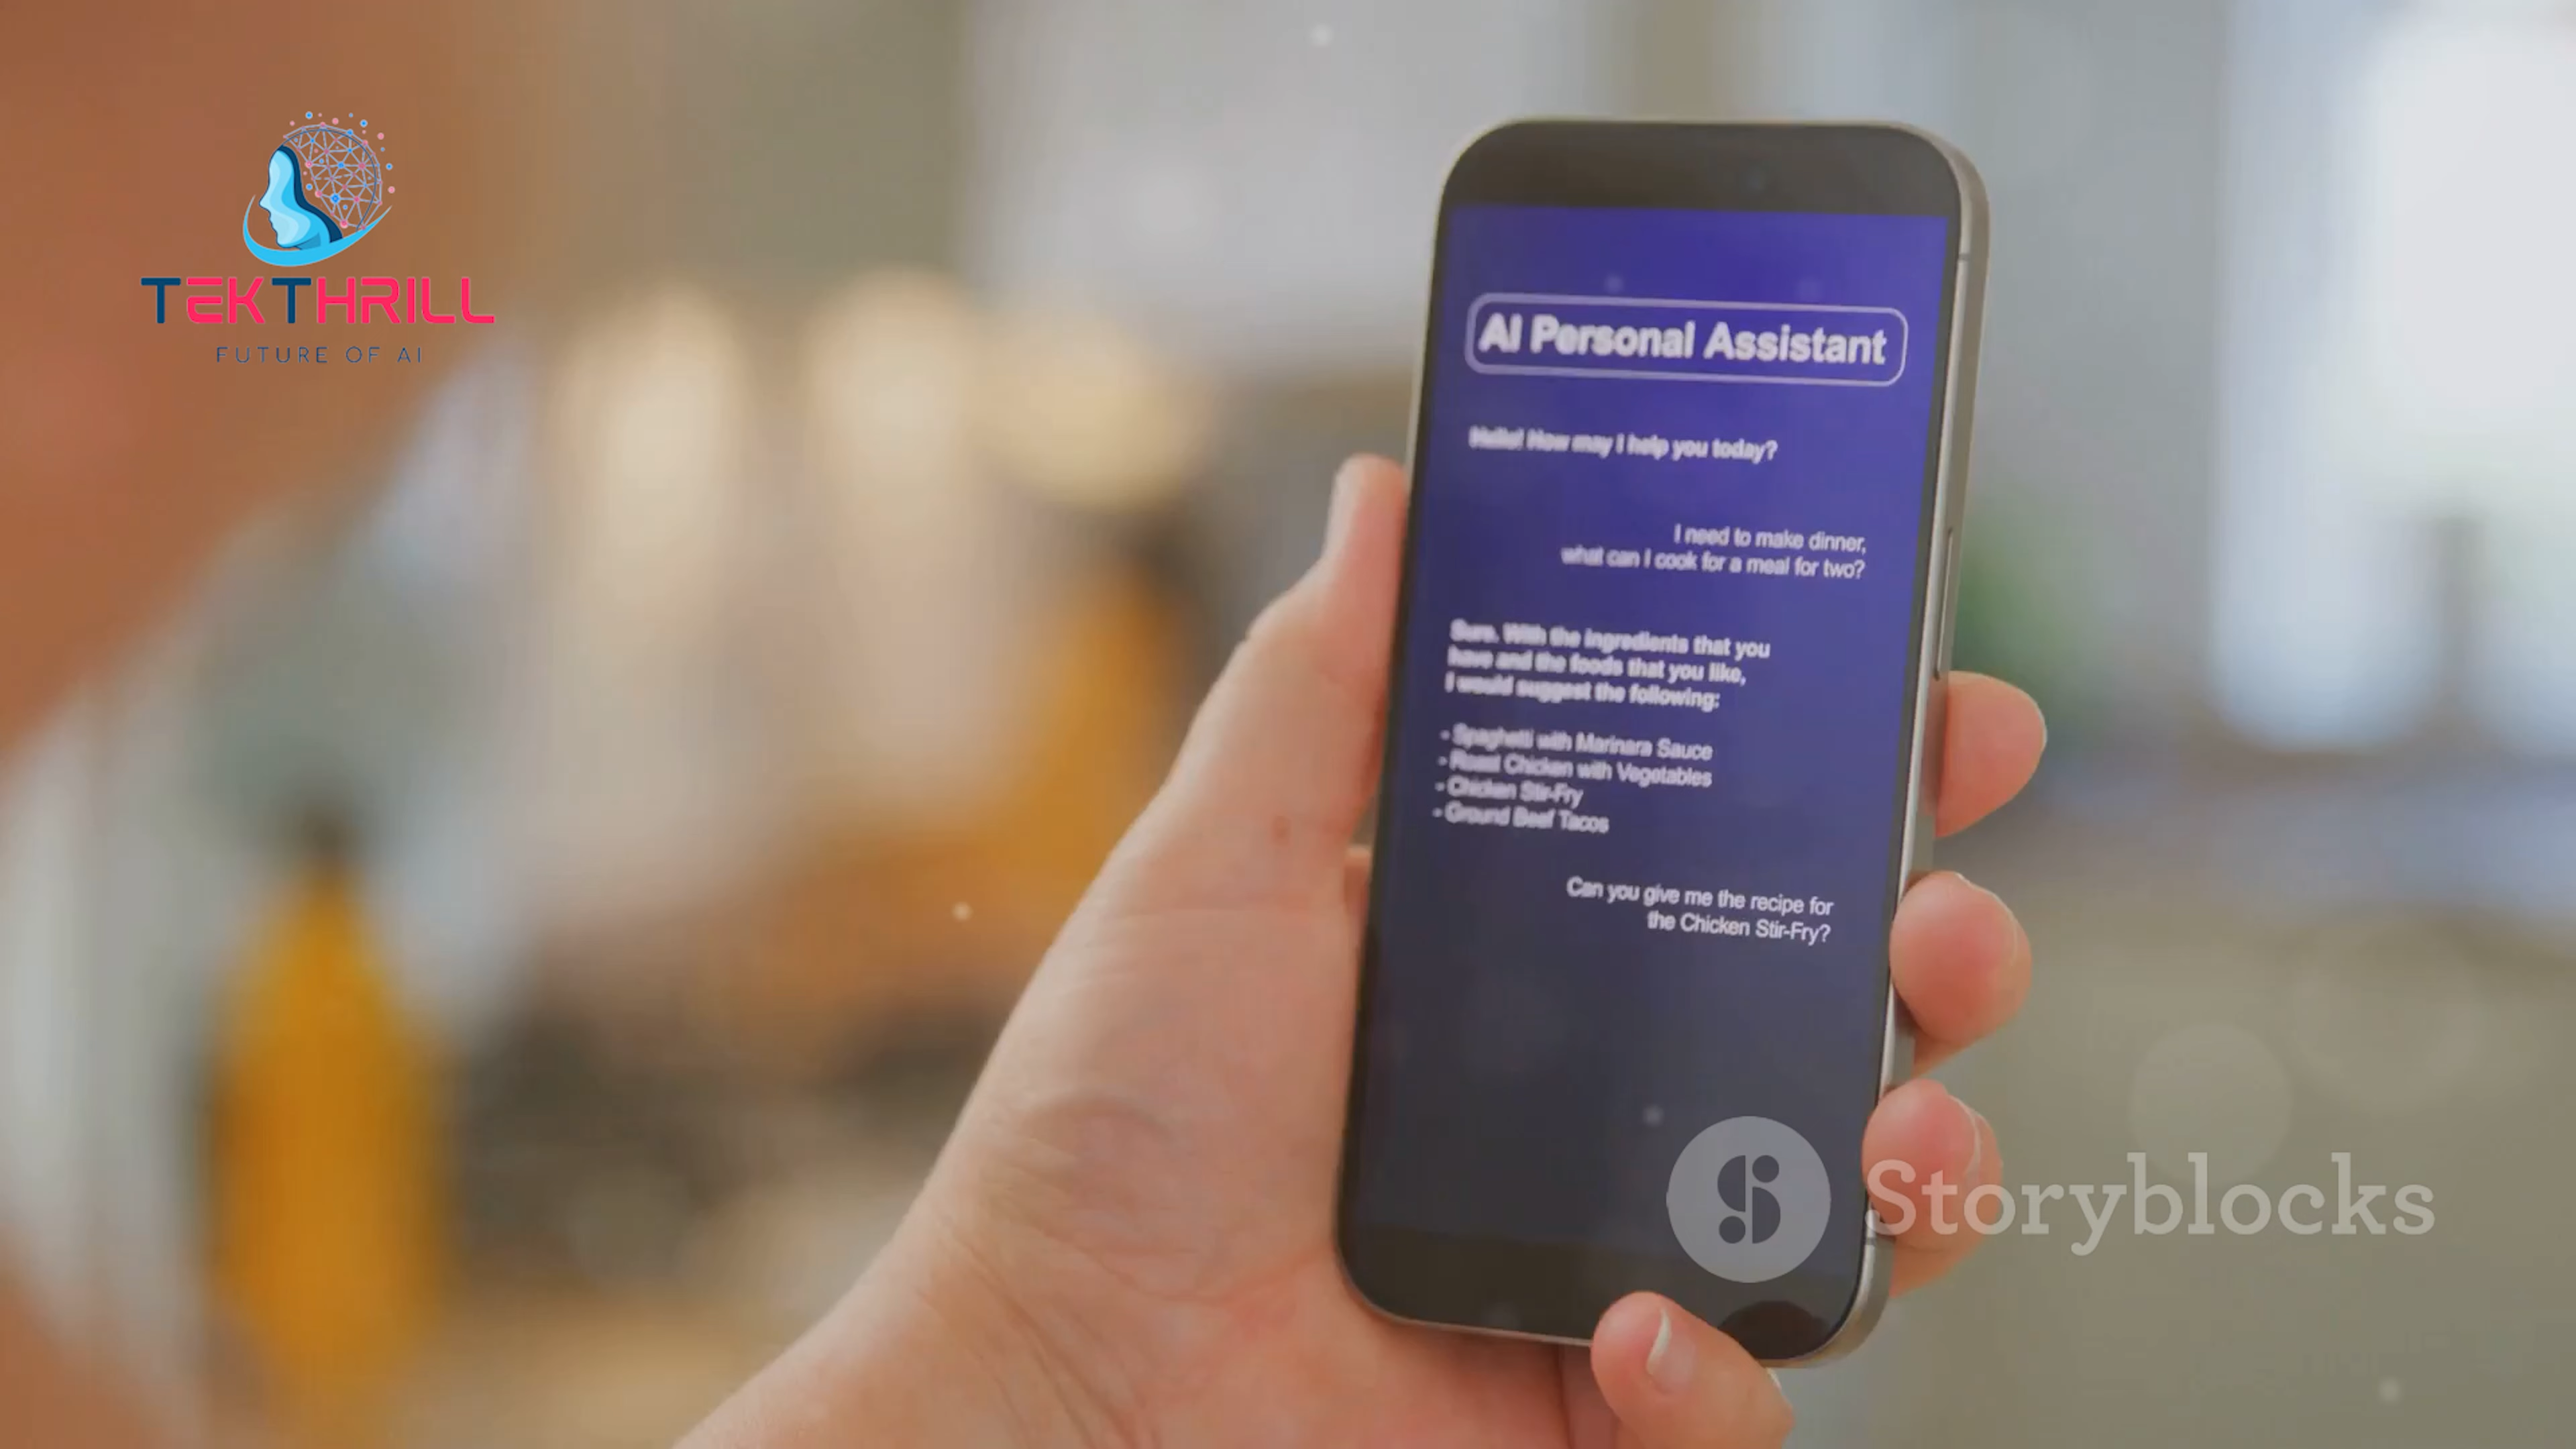 TEKTHRILL
FUTURE OF AI
AI Personal Assistant
Hello! How may I help you today?
I need to make dinner,
what can I cook for a meal for two?
Sure. With the ingredients that you
have and the foods that you like,
I would suggest the following:
- Spaghetti with Marinara Sauce
- Roast Chicken with Vegetables
- Chicken Stir-Fry
- Ground Beef Tacos
Can you give me the recipe for
the Chicken Stir-Fry?
Storyblocks